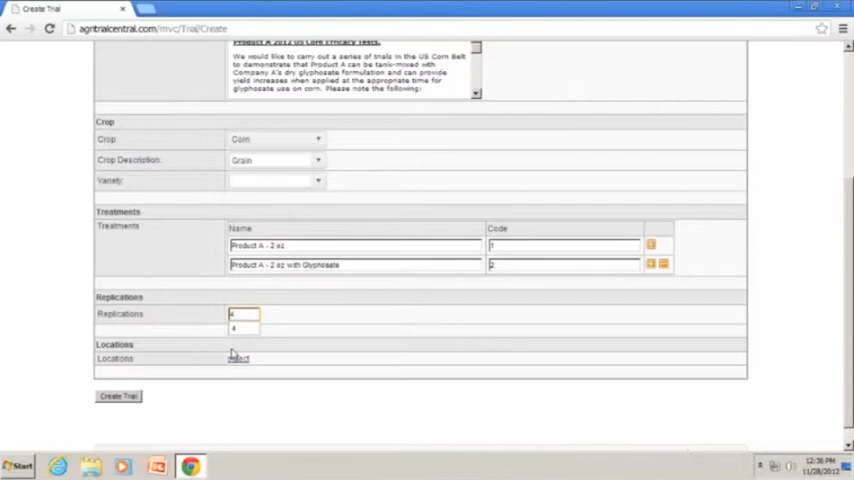 Create Trial
agritrialcentral.com/mvc/Trial/Create
Product A 2012 US Corn Efficacy Tests.
We would like to carry out a series of trials in the US Corn Belt
to demonstrate that Product A can be tank-mixed with
Company A's dry glyphosate formulation and can provide
yield increases when applied at the appropriate time for
glyphosate use on corn. Please note the following:
Crop
Crop: Corn
Crop Description: Grain
Variety:
Treatments
Treatments Name Code
Product A - 2 oz 1
Product A - 2 oz with Glyphosate 2
Replications
Replications 4
4
Locations
Locations select
Create Trial
Start 12:36 PM
11/28/2012